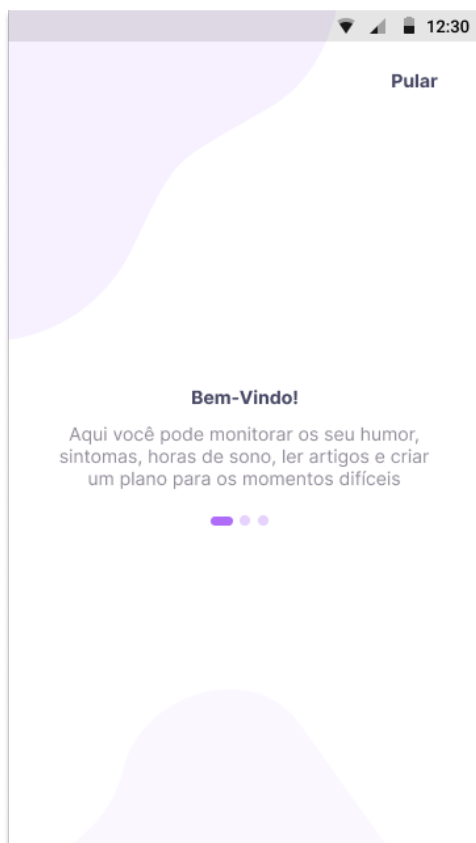 12:30
Pular
Bem-Vindo!
Aqui você pode monitorar os seu humor,
sintomas, horas de sono, ler artigos e criar
um plano para os momentos difíceis